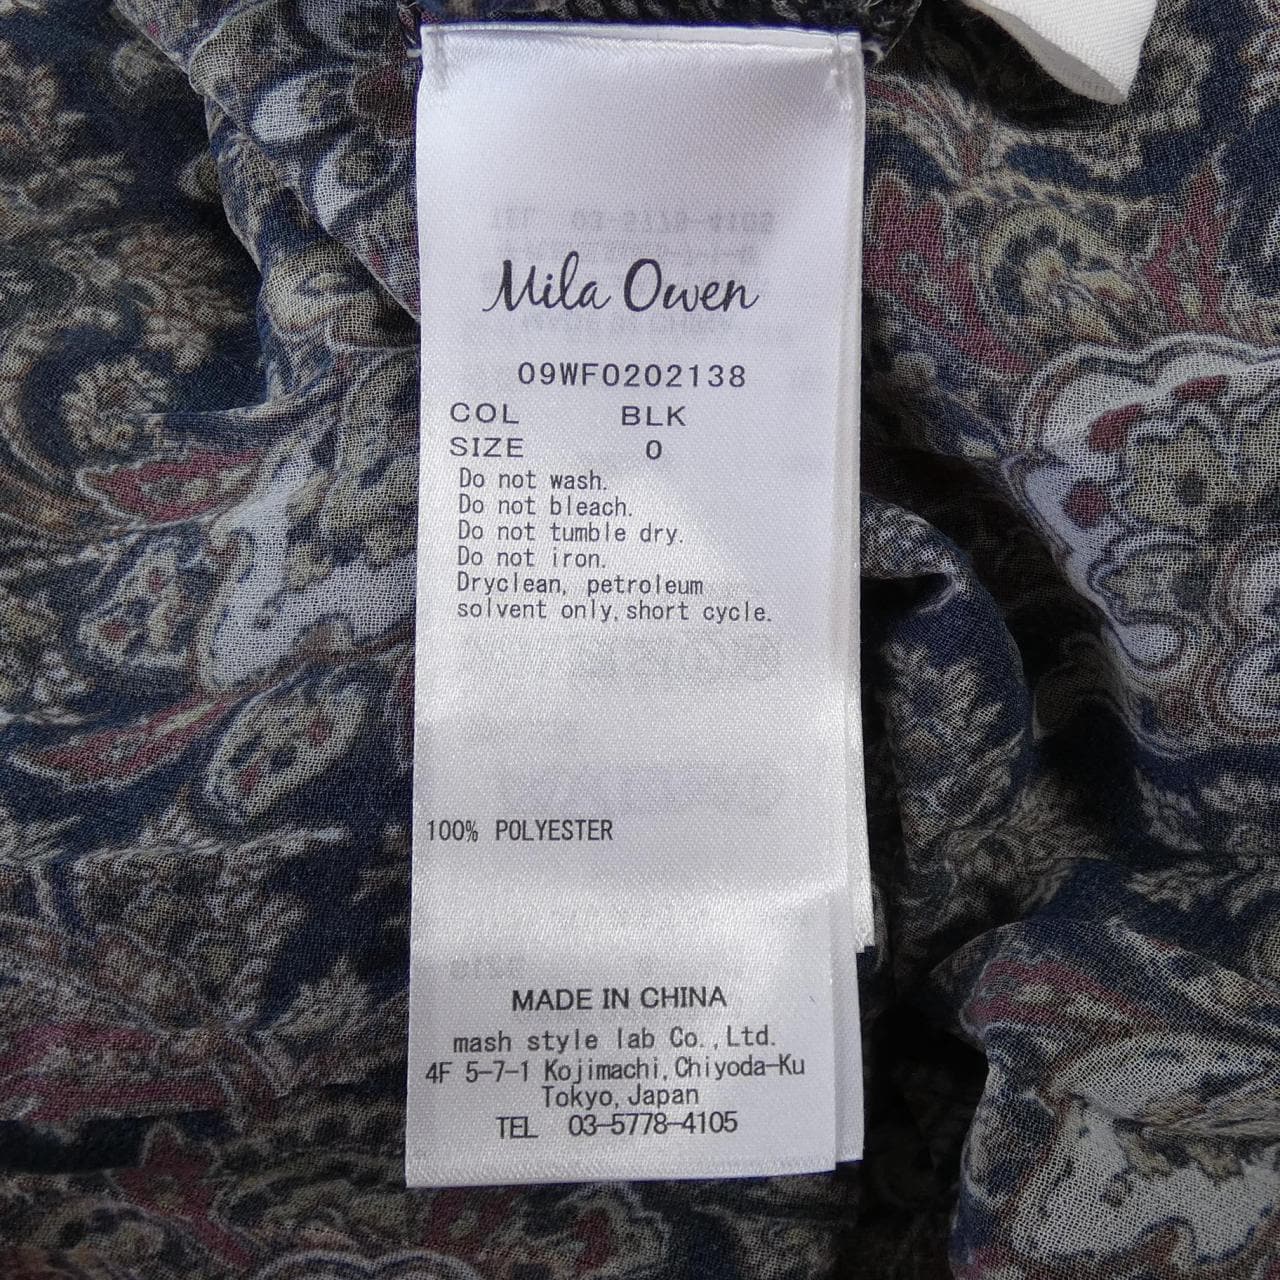 Mila Owen
09WF0202138
COL BLK
SIZE 0
Do not wash.
Do not bleach.
Do not tumble dry.
Do not iron.
Dryclean, petroleum
solvent only, short cycle.
100% POLYESTER
MADE IN CHINA
mash style lab Co.,Ltd.
4F 5-7-1 Kojimachi, Chiyoda-Ku
Tokyo, Japan
TEL 03-5778-4105